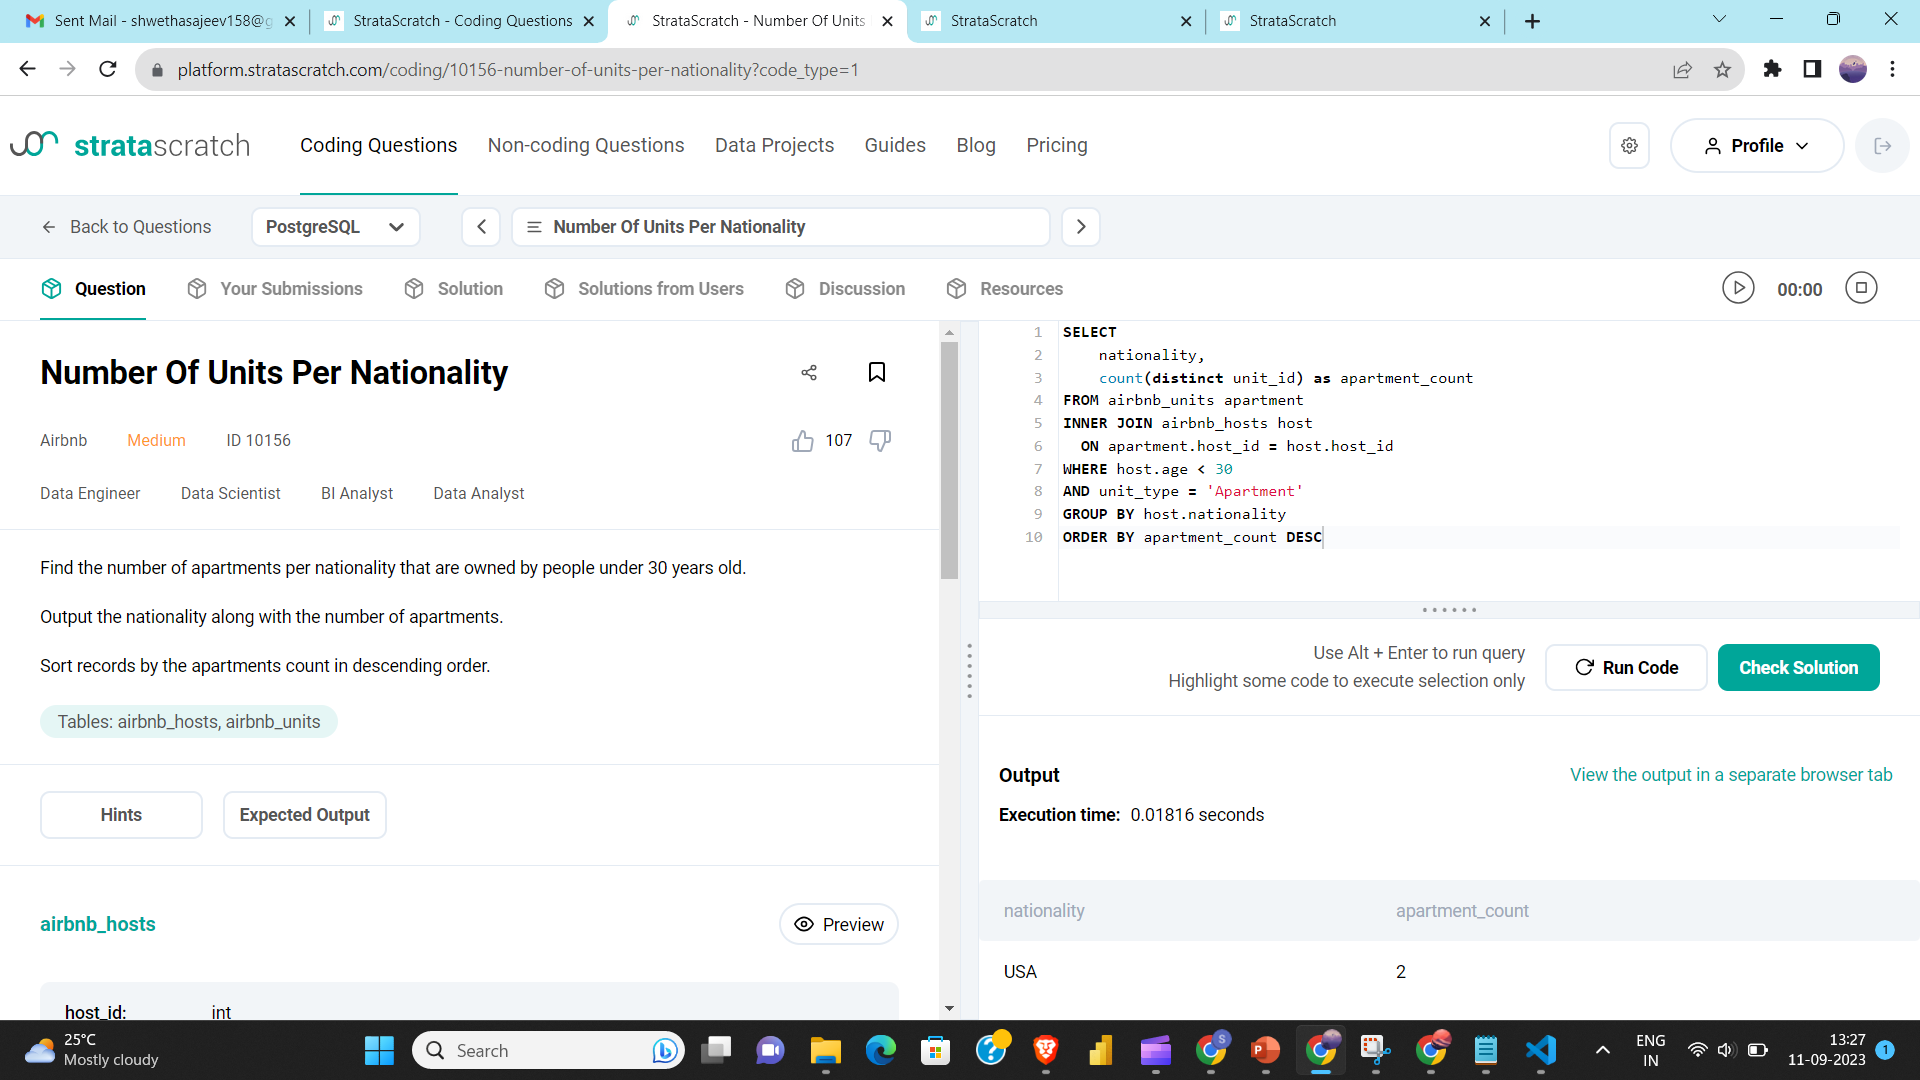 Sent Mail - shwethasajeev158@g
StrataScratch - Coding Questions
StrataScratch - Number Of Units
StrataScratch
StrataScratch
platform.stratascratch.com/coding/10156-number-of-units-per-nationality?code_type=1
stratascratch
Coding Questions
Non-coding Questions
Data Projects
Guides
Blog
Pricing
Profile
Back to Questions
PostgreSQL
Number Of Units Per Nationality
Question
Your Submissions
Solution
Solutions from Users
Discussion
Resources
00:00
Number Of Units Per Nationality
Airbnb
Medium
ID 10156
107
Data Engineer
Data Scientist
BI Analyst
Data Analyst
Find the number of apartments per nationality that are owned by people under 30 years old.
Output the nationality along with the number of apartments.
Sort records by the apartments count in descending order.
Tables: airbnb_hosts, airbnb_units
Hints
Expected Output
airbnb_hosts
Preview
host_id: int
1 SELECT
2 nationality,
3 count(distinct unit_id) as apartment_count
4 FROM airbnb_units apartment
5 INNER JOIN airbnb_hosts host
6 ON apartment.host_id = host.host_id
7 WHERE host.age < 30
8 AND unit_type = 'Apartment'
9 GROUP BY host.nationality
10 ORDER BY apartment_count DESC
Use Alt + Enter to run query
Highlight some code to execute selection only
Run Code
Check Solution
Output
View the output in a separate browser tab
Execution time: 0.01816 seconds
nationality apartment_count
USA 2
25°C
Mostly cloudy
Search
S
P
ENG
IN
13:27
11-09-2023
1